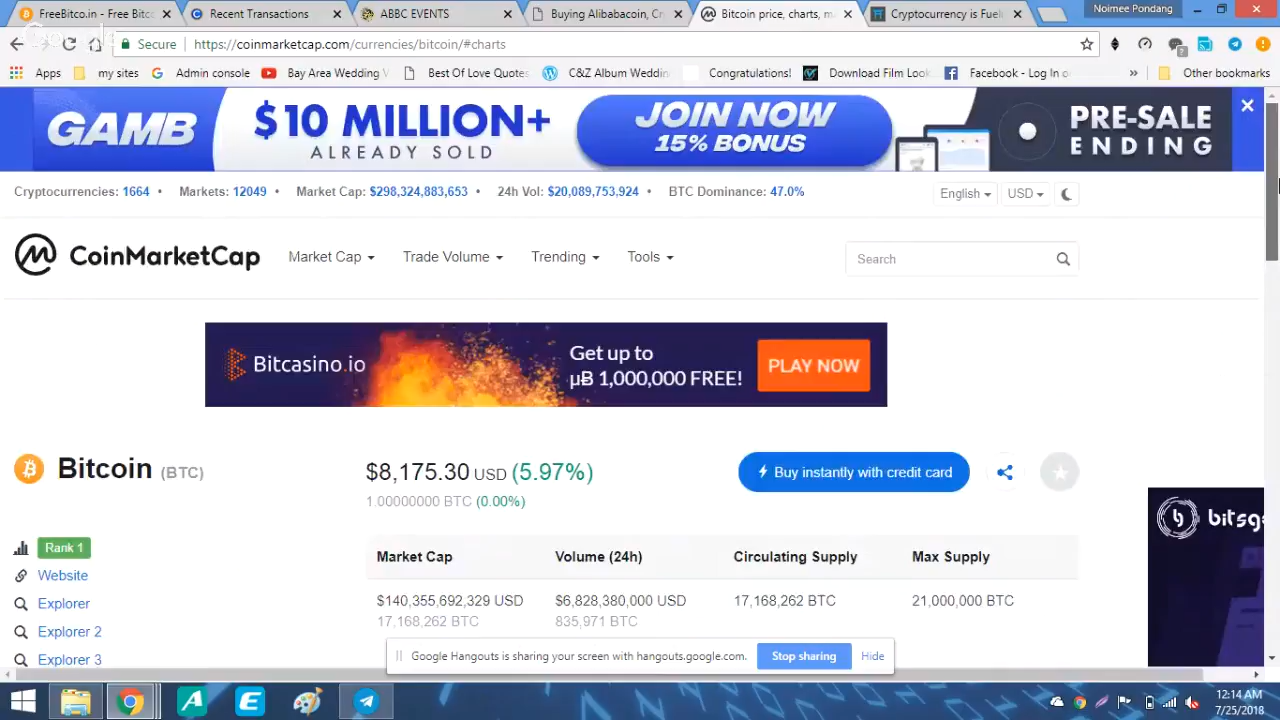 FreeBitco.in - Free Bitc
Recent Transactions
ABBC EVENTS
Buying Alibabacoin, Cr
Bitcoin price, charts, m
Cryptocurrency is Fuel
Noimee Pondang
Secure
https://coinmarketcap.com/currencies/bitcoin/#charts
Apps
my sites
Admin console
Bay Area Wedding V
Best Of Love Quotes
C&Z Album Weddin
Congratulations!
Download Film Look
Facebook - Log In o
»
Other bookmarks
GAMB
$10 MILLION+
ALREADY SOLD
JOIN NOW
15% BONUS
PRE-SALE
ENDING
Cryptocurrencies: 1664 • Markets: 12049 • Market Cap: $298,324,883,653 • 24h Vol: $20,089,753,924 • BTC Dominance: 47.0%
English
USD
CoinMarketCap
Market Cap
Trade Volume
Trending
Tools
Search
Bitcasino.io
Get up to
µB 1,000,000 FREE!
PLAY NOW
Bitcoin (BTC)
$8,175.30 USD (5.97%)
1.00000000 BTC (0.00%)
Buy instantly with credit card
Rank 1
Website
Explorer
Explorer 2
Explorer 3
Market Cap
Volume (24h)
Circulating Supply
Max Supply
$140,355,692,329 USD
$6,828,380,000 USD
17,168,262 BTC
21,000,000 BTC
17,168,262 BTC
835,971 BTC
bitsg
Google Hangouts is sharing your screen with hangouts.google.com.
Stop sharing
Hide
12:14 AM
7/25/2018